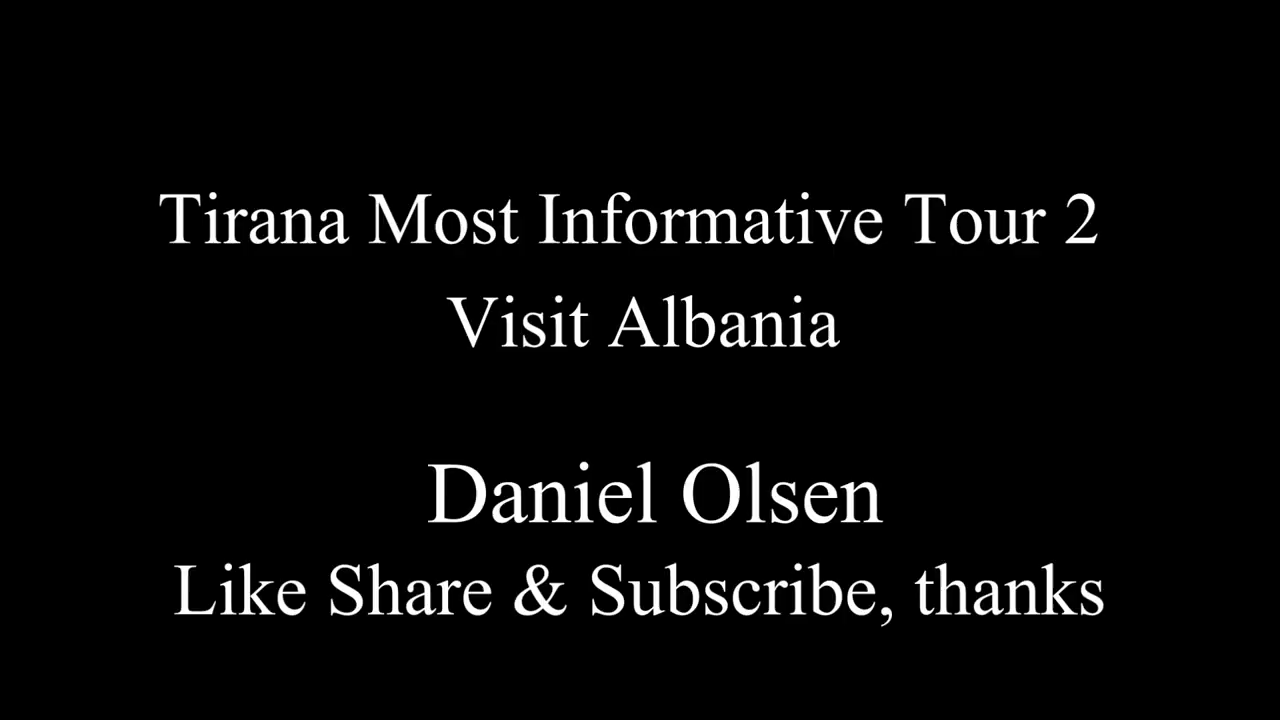 Tirana Most Informative Tour 2
Visit Albania
Daniel Olsen
Like Share & Subscribe, thanks